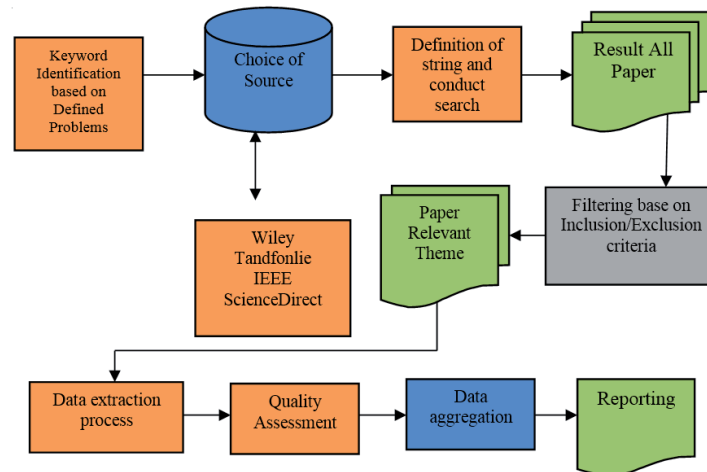 Keyword
Identification
based on
Defined
Problems
Choice of
Source
Definition of
string and
conduct
search
Result All
Paper
Wiley
Tandfonlie
IEEE
ScienceDirect
Paper
Relevant
Theme
Filtering base on
Inclusion/Exclusion
criteria
Data extraction
process
Quality
Assessment
Data
aggregation
Reporting